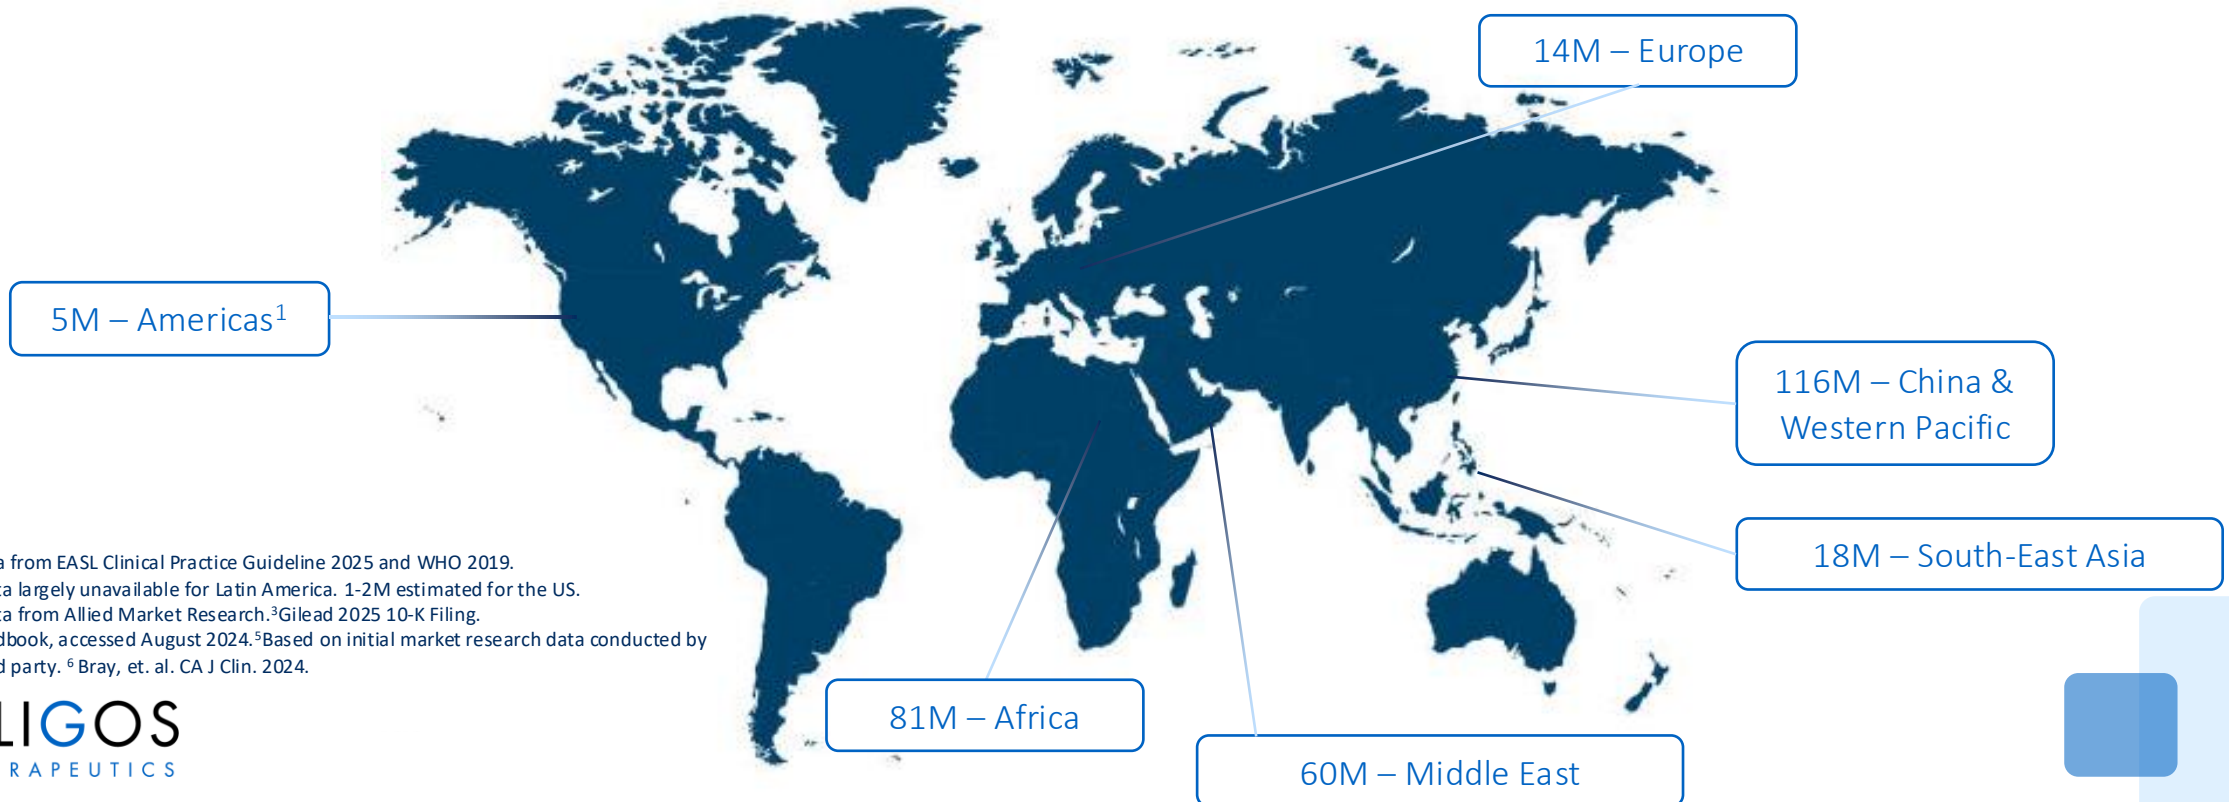 14M – Europe
5M – Americas¹
116M – China &
Western Pacific
18M – South-East Asia
81M – Africa
60M – Middle East
from EASL Clinical Practice Guideline 2025 and WHO 2019.
largely unavailable for Latin America. 1-2M estimated for the US.
from Allied Market Research.³Gilead 2025 10-K Filing.
accessed August 2024.⁵Based on initial market research data conducted by
party. ⁶ Bray, et. al. CA J Clin. 2024.
LIGOS
RAPEUTICS